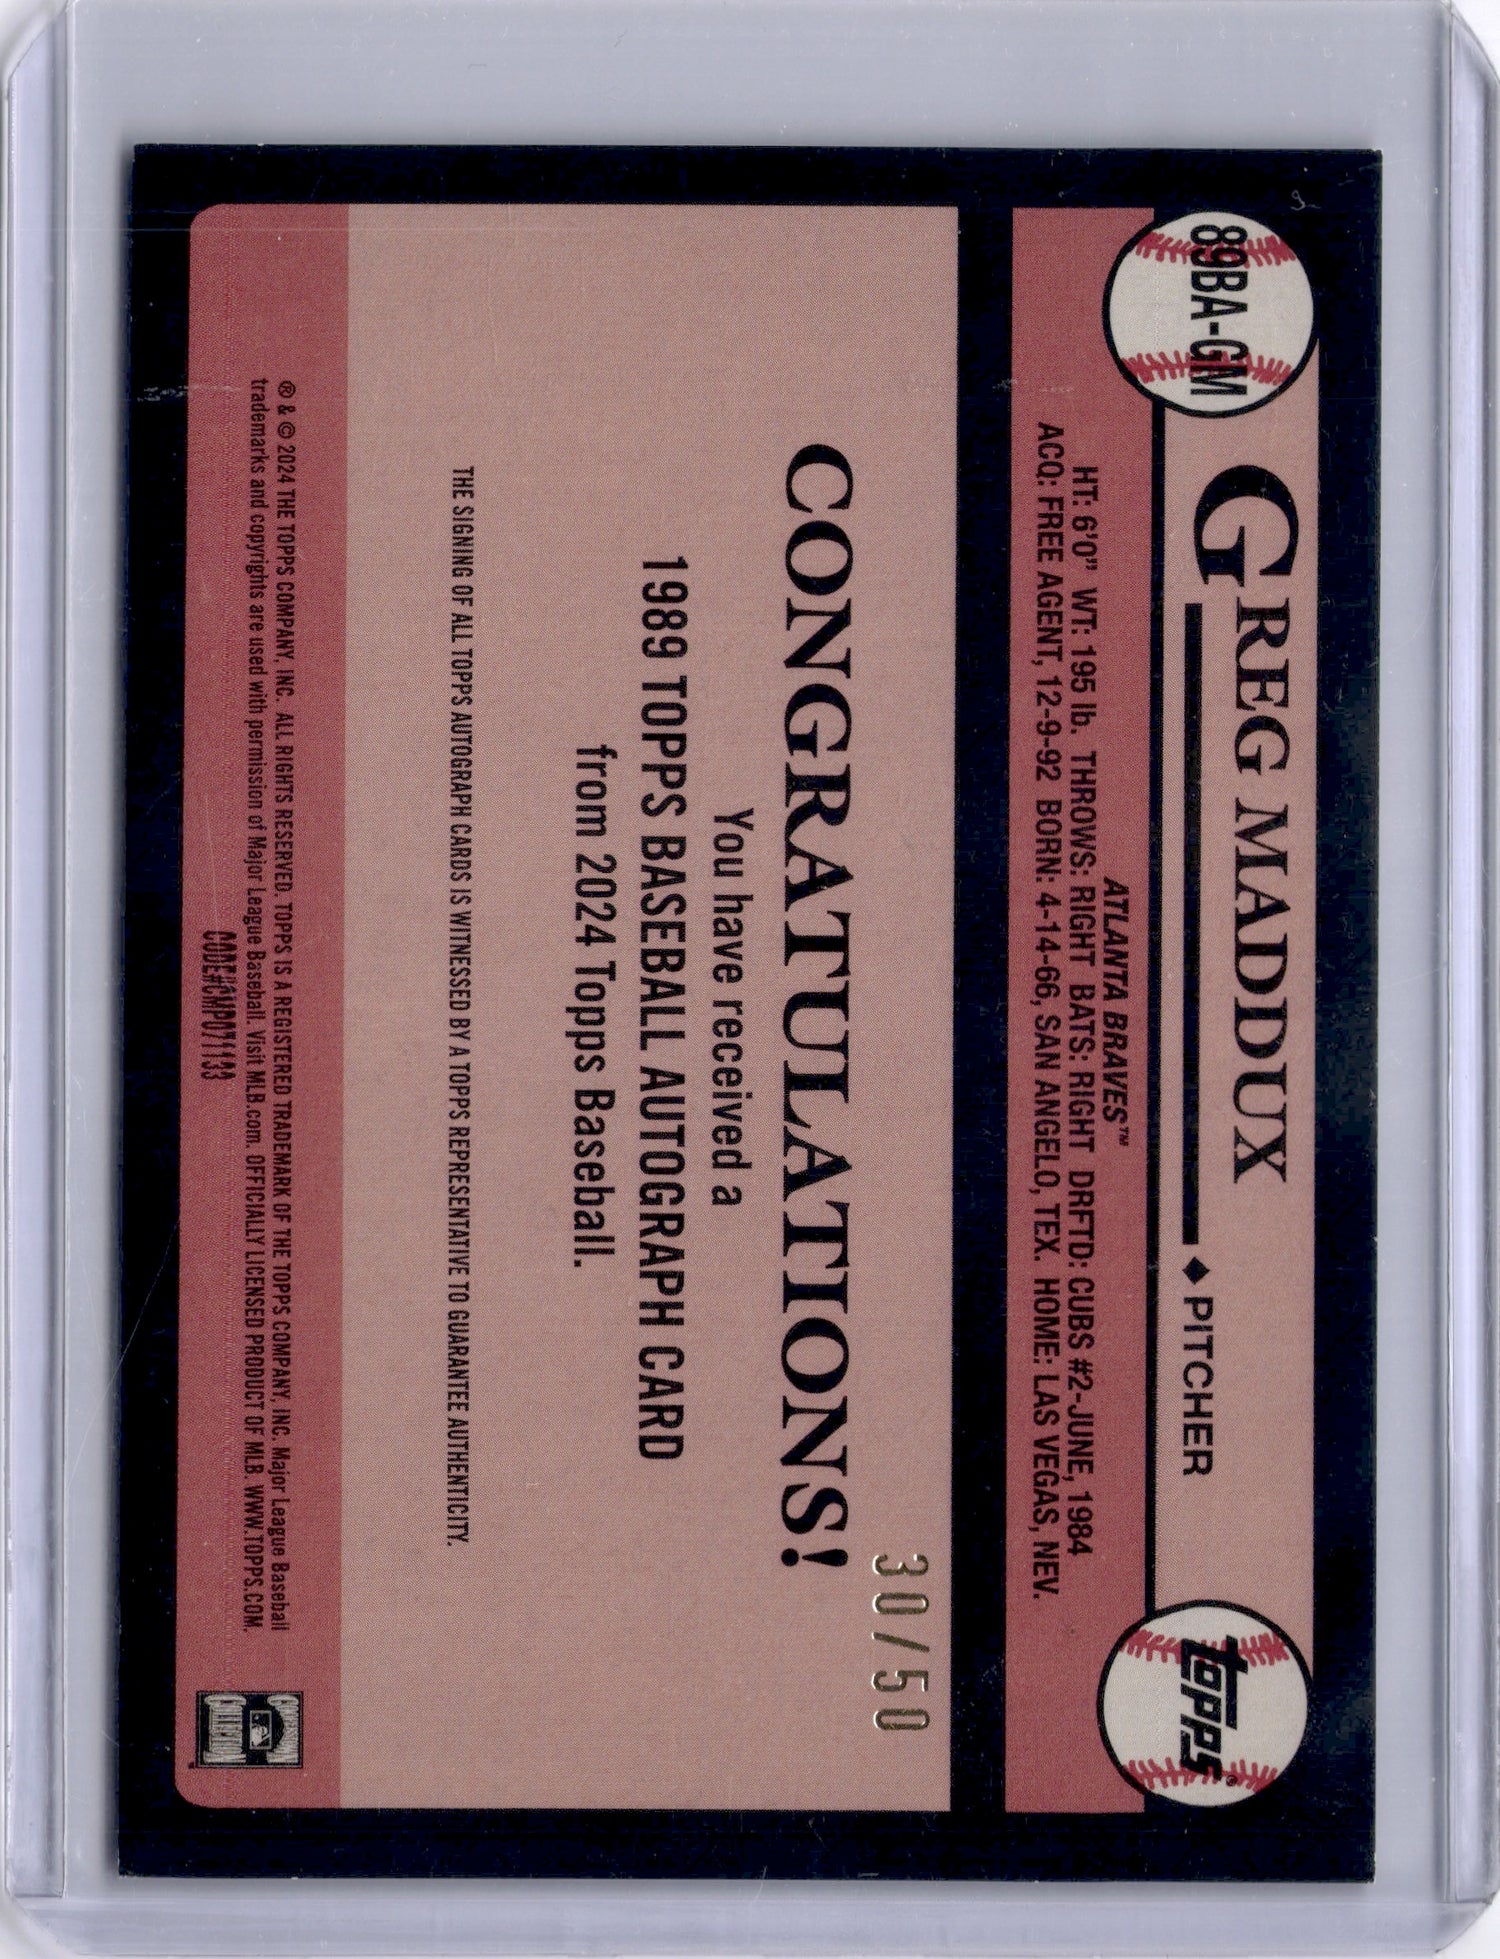 89BA-GM
GREG MADDUX
♦ PITCHER
topps®
ATLANTA BRAVES™
HT: 6'0" WT: 195 lb. THROWS: RIGHT BATS: RIGHT DRFTD: CUBS #2-JUNE, 1984
ACQ: FREE AGENT, 12-9-92 BORN: 4-14-66, SAN ANGELO, TEX. HOME: LAS VEGAS, NEV.
30/50
CONGRATULATIONS!
You have received a
1989 TOPPS BASEBALL AUTOGRAPH CARD
from 2024 Topps Baseball.
THE SIGNING OF ALL TOPPS AUTOGRAPH CARDS IS WITNESSED BY A TOPPS REPRESENTATIVE TO GUARANTEE AUTHENTICITY.
® & © 2024 THE TOPPS COMPANY, INC. ALL RIGHTS RESERVED. TOPPS IS A REGISTERED TRADEMARK OF THE TOPPS COMPANY, INC. Major League Baseball
trademarks and copyrights are used with permission of Major League Baseball. Visit MLB.com. OFFICIALLY LICENSED PRODUCT OF MLB. WWW.TOPPS.COM.
CODE#CMP071133
COOPERSTOWN
COLLECTION